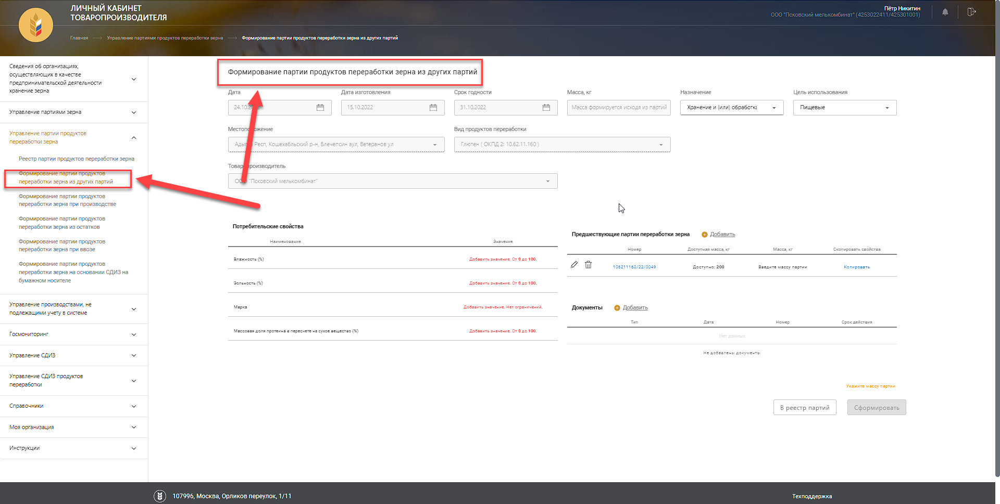 ЛИЧНЫЙ КАБИНЕТ
ТОВАРОПРОИЗВОДИТЕЛЯ
Пётр Никитин
ООО "Псковский мелькомбинат" (4253022411/425301001)
Главная Управление партиями продуктов переработки зерна Формирование партии продуктов переработки зерна из других партий
Сведения об организациях,
осуществляющих в качестве
предпринимательской деятельности
хранение зерна
Управление партиями зерна
Управление партии продуктов
переработки зерна
Реестр партии продуктов переработки зерна
Формирование партии продуктов
переработки зерна из других партий
Формирование партии продуктов
переработки зерна при производстве
Формирование партии продуктов
переработки зерна из остатков
Формирование партии продуктов
переработки зерна при ввозе
Формирование партии продуктов
переработки зерна на основании СДИЗ на
бумажном носителе
Управление производствами, не
подлежащими учету в системе
Госмониторинг
Управление СДИЗ
Управление СДИЗ продуктов
переработки
Справочники
Моя организация
Инструкции
Формирование партии продуктов переработки зерна из других партий
Дата Дата изготовления Срок годности Масса, кг Назначение Цель использования
24.10.2022 15.10.2022 31.10.2022 Масса формируется исходя из партий Хранение и (или) обработка Пищевые
Местоположение Вид продуктов переработки
Адыгея Респ, Кошехабльский р-н, Блечепсин аул, Ветеранов ул Глютен ( ОКПД 2: 10.62.11.160 )
Товаропроизводитель
ООО "Псковский мелькомбинат"
Потребительские свойства
Наименование Значение
Влажность (%) Добавить значение. От 0 до 100.
Зольность (%) Добавить значение. От 0 до 100.
Марка Добавить значение. Нет ограничений.
Массовая доля протеина в пересчете на сухое вещество (%) Добавить значение. От 0 до 100.
Предшествующие партии переработки зерна Добавить
Номер Доступная масса, кг Масса, кг Скопировать свойства
106211160/22/0049 Доступно: 200 Введите массу партии Копировать
Документы Добавить
Тип Дата Номер Срок действия
Нет данных
Не добавлены документы
Укажите массу партии
В реестр партий Сформировать
107996, Москва, Орликов переулок, 1/11 Техподдержка